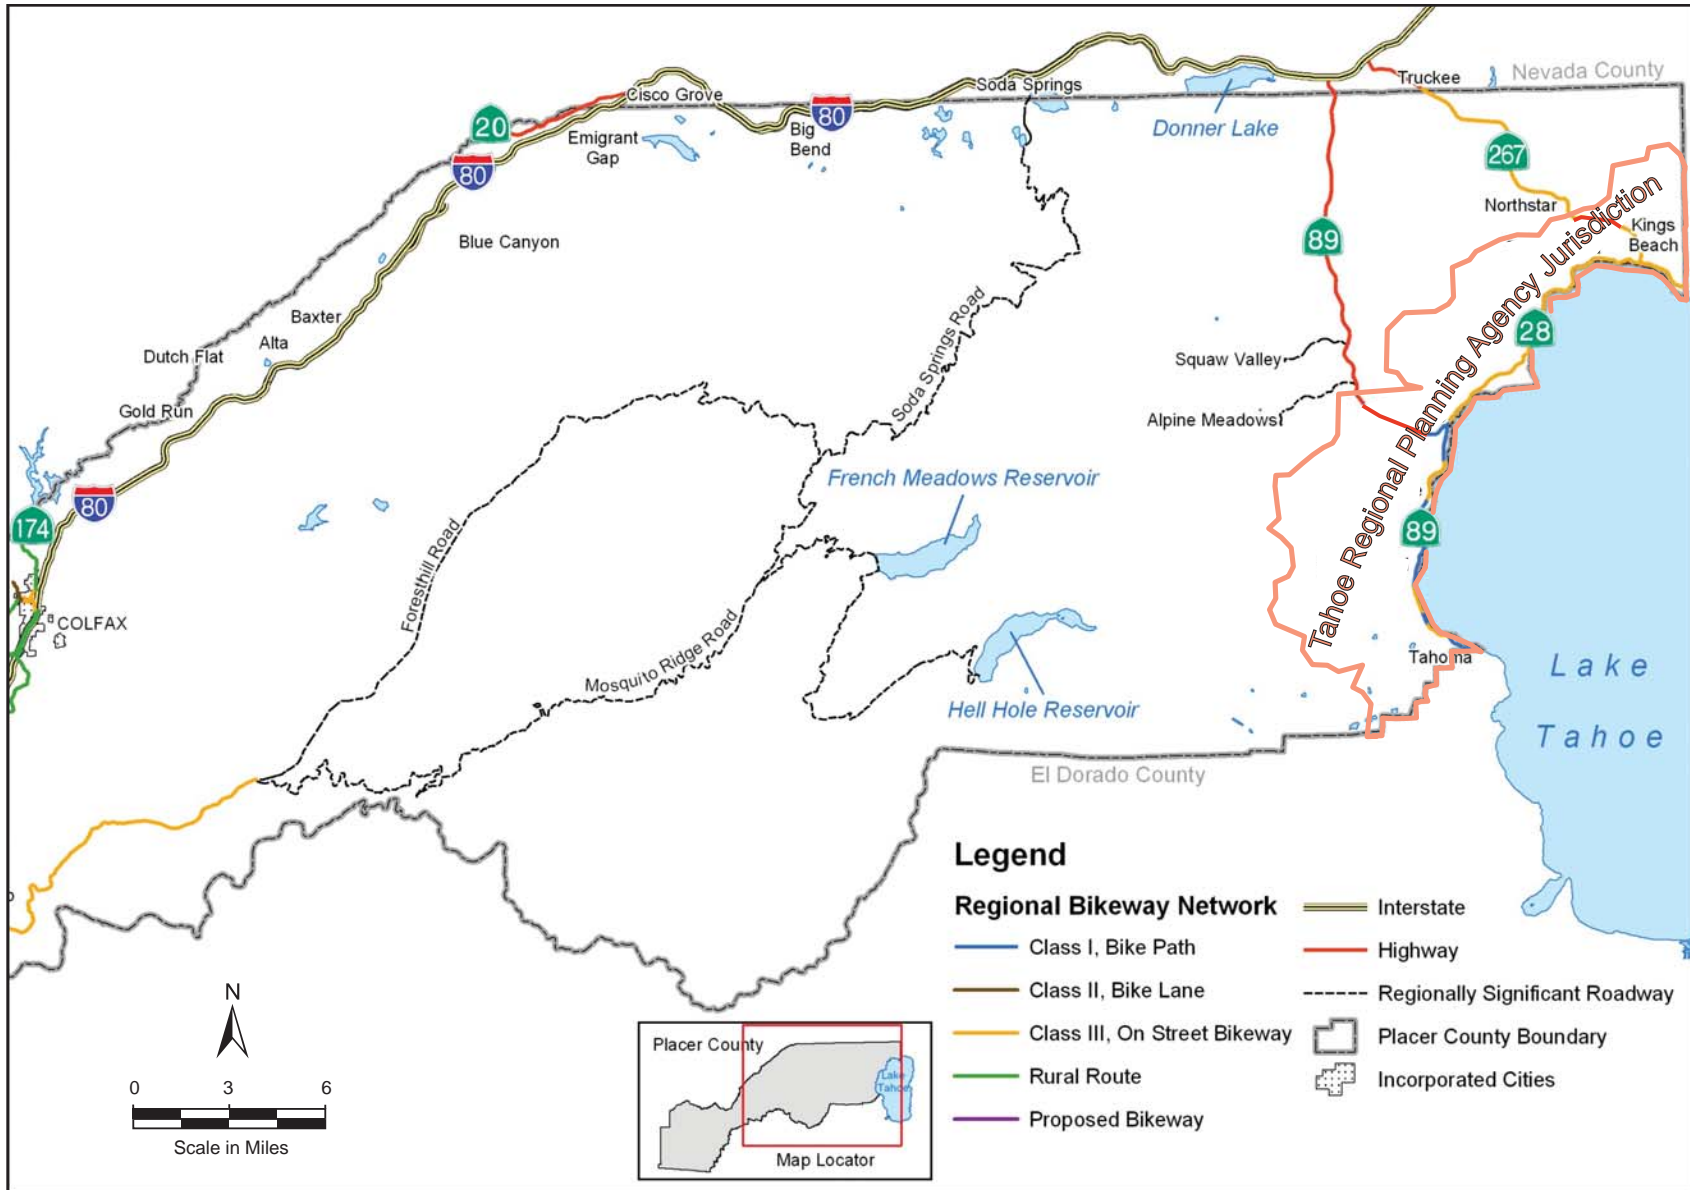 Soda Springs
Truckee
Nevada County
Cisco Grove
20
80
Big
Bend
Emigrant
Gap
Donner Lake
80
267
Northstar
Kings
Beach
Blue Canyon
89
Tahoe Regional Planning Agency Jurisdiction
Baxter
Alta
Dutch Flat
Soda Springs Road
28
Squaw Valley
Gold Run
Alpine Meadows
French Meadows Reservoir
80
174
Foresthill Road
89
COLFAX
Mosquito Ridge Road
Tahoma
Lake
Tahoe
Hell Hole Reservoir
El Dorado County
Legend
Regional Bikeway Network
Class I, Bike Path
Class II, Bike Lane
Class III, On Street Bikeway
Rural Route
Proposed Bikeway
Interstate
Highway
Regionally Significant Roadway
Placer County Boundary
Incorporated Cities
N
0 3 6
Scale in Miles
Placer County
Lake
Tahoe
Map Locator